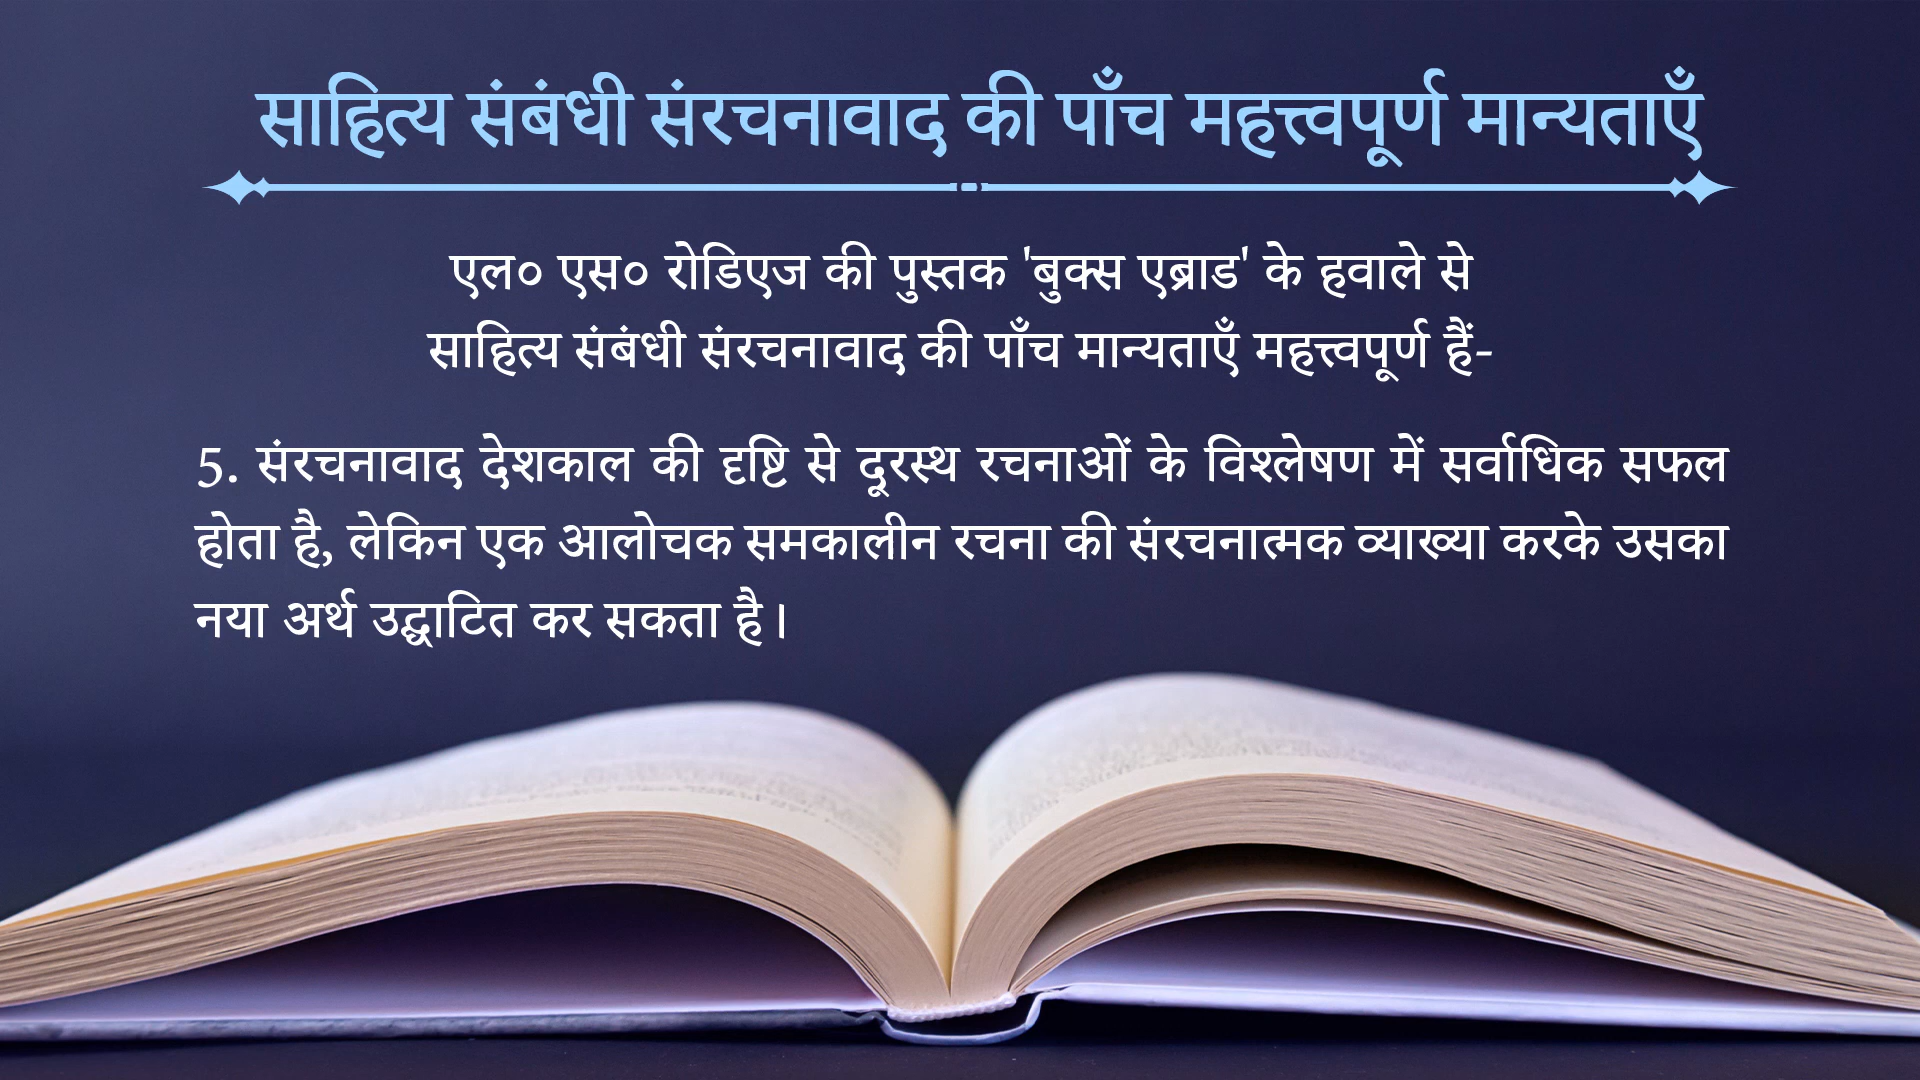 साहित्य संबंधी संरचनावाद की पाँच महत्त्वपूर्ण मान्यताएँ
एल० एस० रोडिएज की पुस्तक 'बुक्स एब्राड' के हवाले से
साहित्य संबंधी संरचनावाद की पाँच मान्यताएँ महत्त्वपूर्ण हैं-
5. संरचनावाद देशकाल की दृष्टि से दूरस्थ रचनाओं के विश्लेषण में सर्वाधिक सफल
होता है, लेकिन एक आलोचक समकालीन रचना की संरचनात्मक व्याख्या करके उसका
नया अर्थ उद्घाटित कर सकता है।